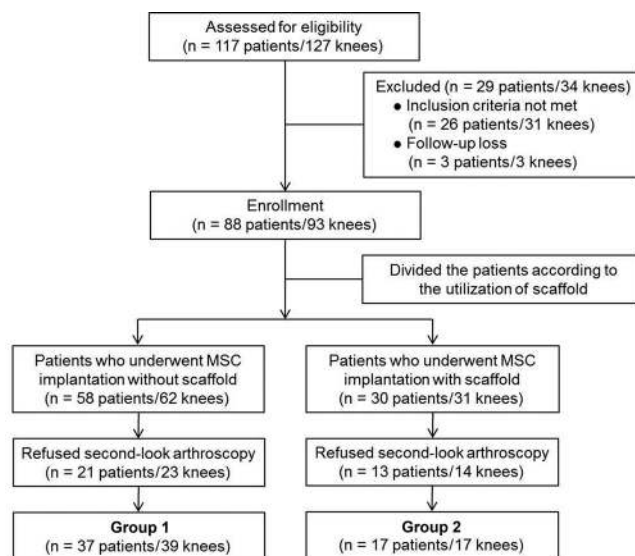 Assessed for eligibility
(n = 117 patients/127 knees)
Excluded (n = 29 patients/34 knees)
● Inclusion criteria not met
(n = 26 patients/31 knees)
● Follow-up loss
(n = 3 patients/3 knees)
Enrollment
(n = 88 patients/93 knees)
Divided the patients according to
the utilization of scaffold
Patients who underwent MSC
implantation without scaffold
(n = 58 patients/62 knees)
Patients who underwent MSC
implantation with scaffold
(n = 30 patients/31 knees)
Refused second-look arthroscopy
(n = 21 patients/23 knees)
Refused second-look arthroscopy
(n = 13 patients/14 knees)
Group 1
(n = 37 patients/39 knees)
Group 2
(n = 17 patients/17 knees)